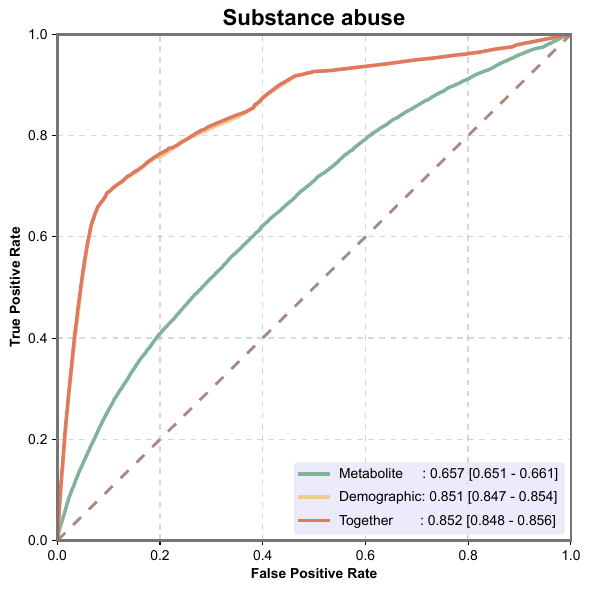 Substance abuse
1.0
0.8
0.6
0.4
0.2
0.0
True Positive Rate
Metabolite : 0.657 [0.651 - 0.661]
Demographic: 0.851 [0.847 - 0.854]
Together : 0.852 [0.848 - 0.856]
0.0 0.2 0.4 0.6 0.8 1.0
False Positive Rate